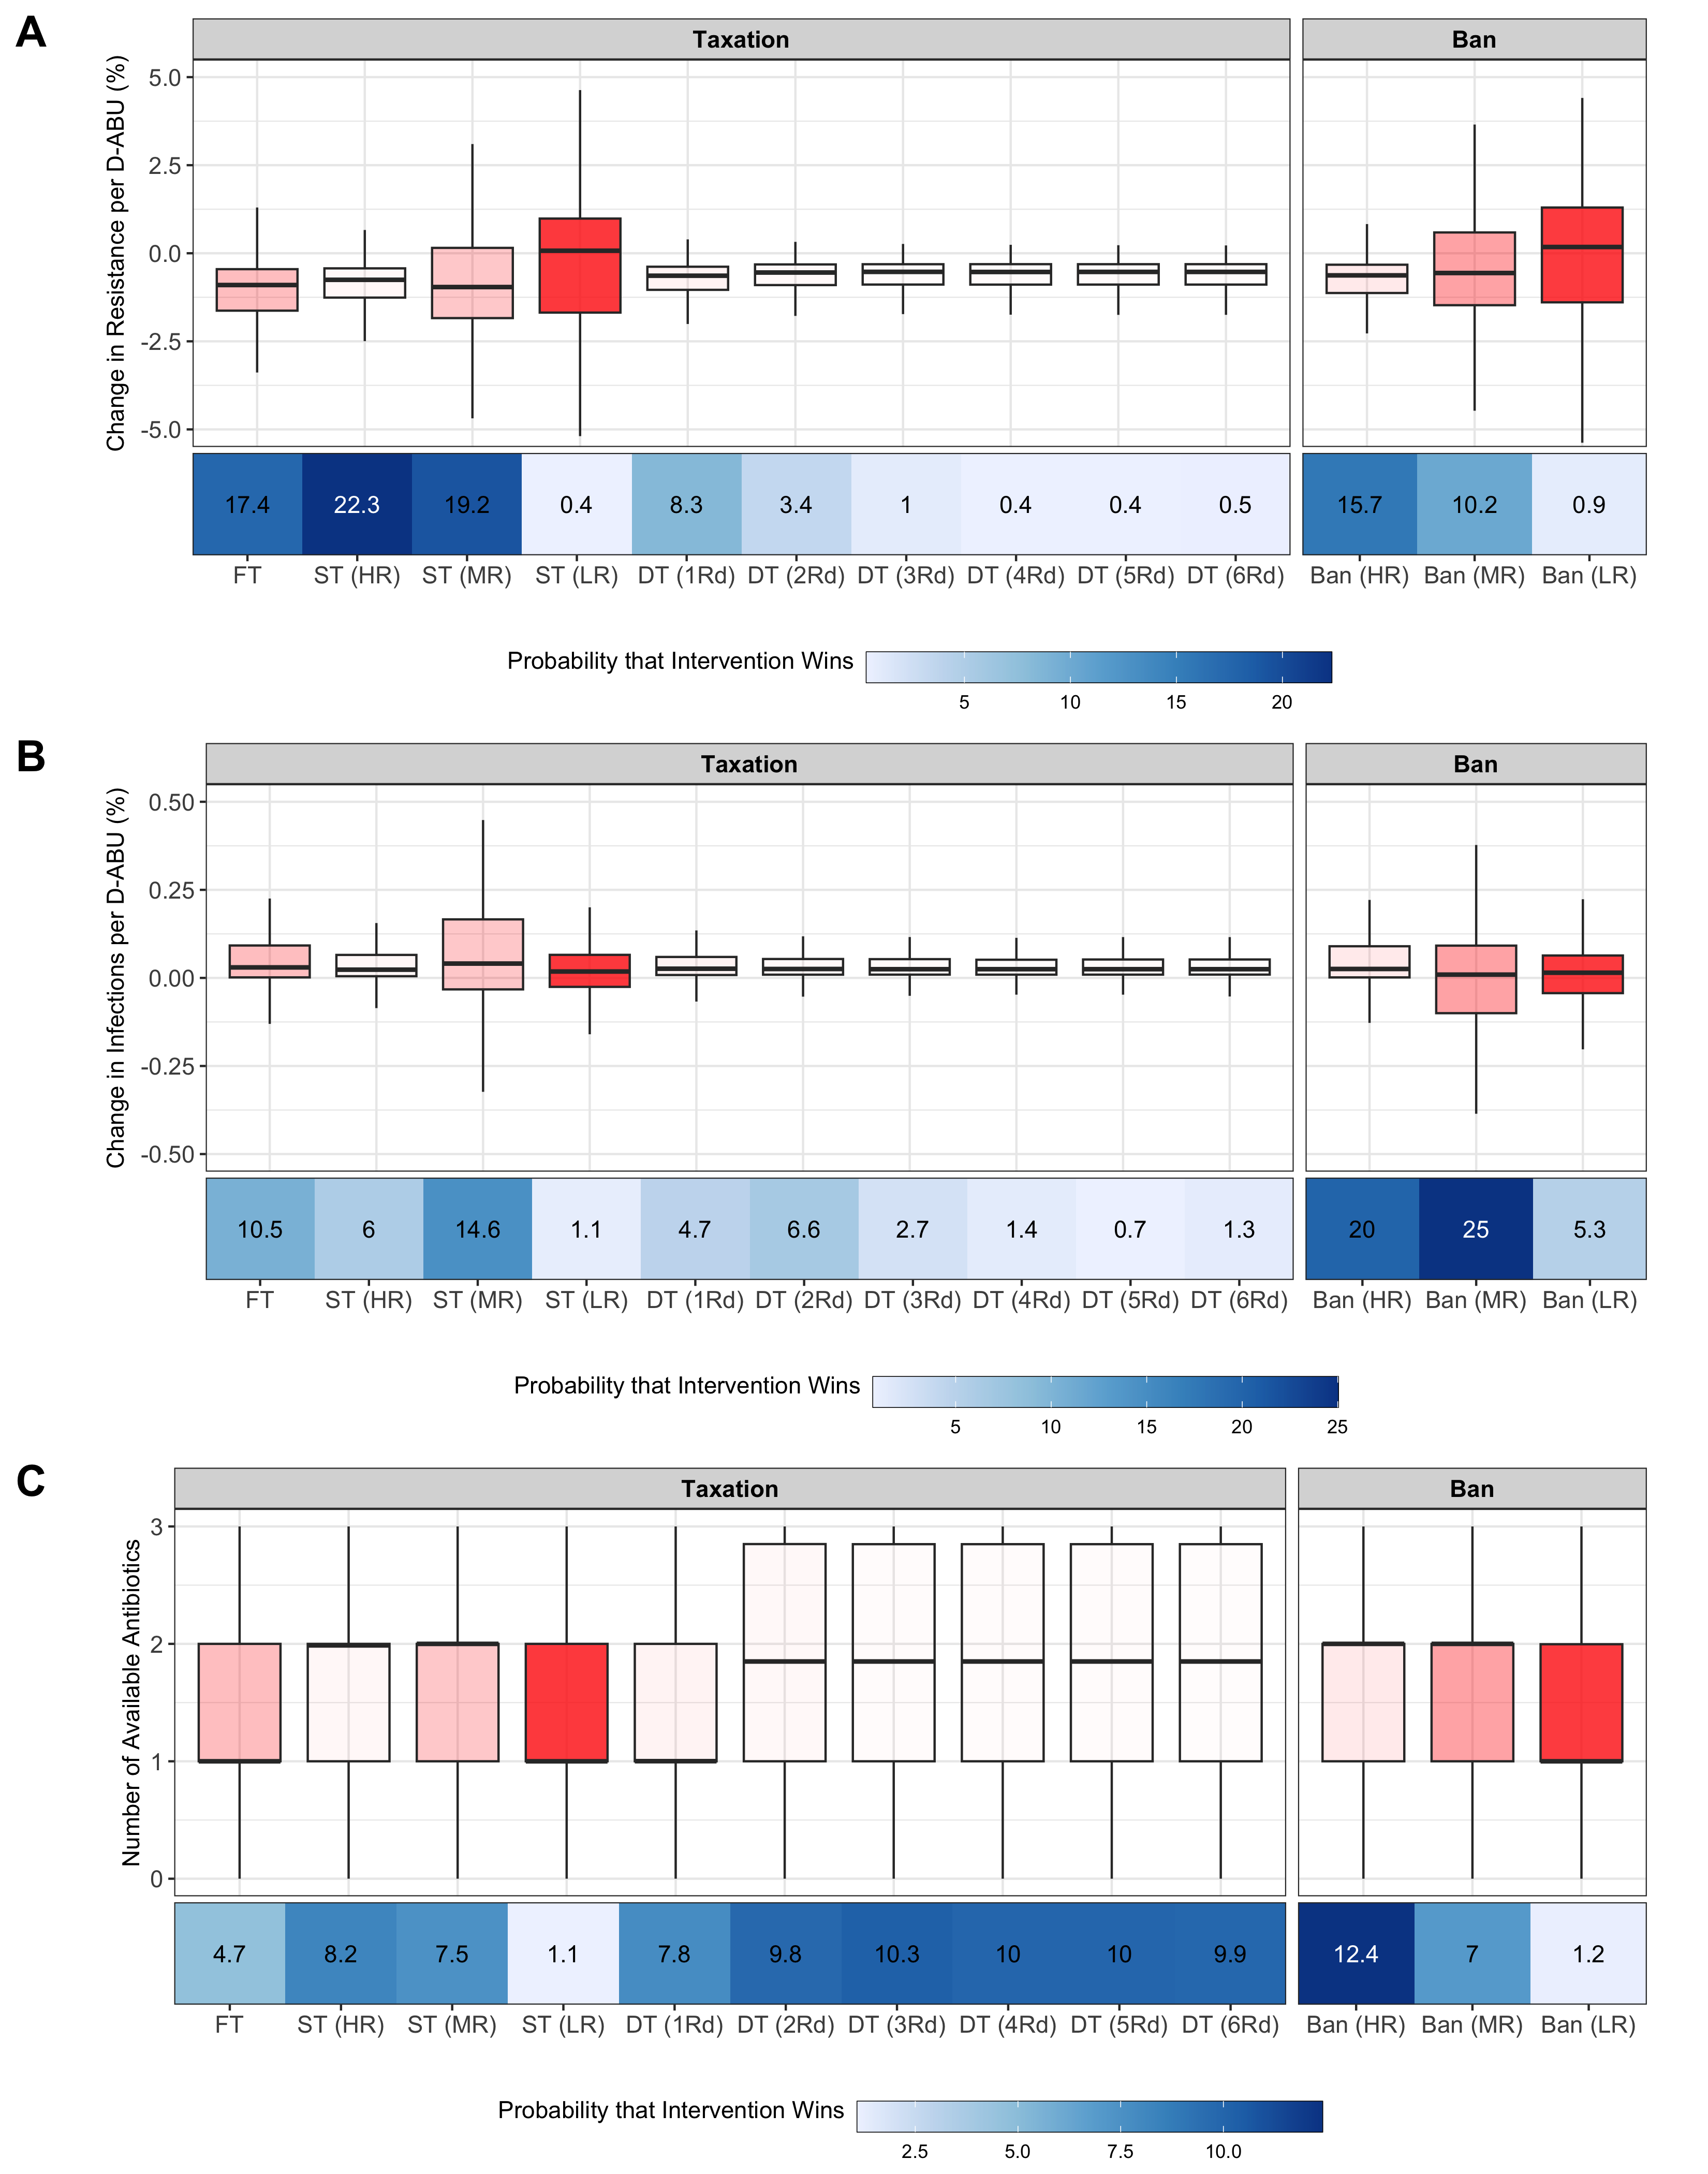 A
Taxation
Ban
Change in Resistance per D-ABU (%)
5.0
2.5
0.0
-2.5
-5.0
17.4 22.3 19.2 0.4 8.3 3.4 1 0.4 0.4 0.5 15.7 10.2 0.9
FT ST (HR) ST (MR) ST (LR) DT (1Rd) DT (2Rd) DT (3Rd) DT (4Rd) DT (5Rd) DT (6Rd) Ban (HR) Ban (MR) Ban (LR)
Probability that Intervention Wins
5 10 15 20
B
Taxation
Ban
Change in Infections per D-ABU (%)
0.50
0.25
0.00
-0.25
-0.50
10.5 6 14.6 1.1 4.7 6.6 2.7 1.4 0.7 1.3 20 25 5.3
FT ST (HR) ST (MR) ST (LR) DT (1Rd) DT (2Rd) DT (3Rd) DT (4Rd) DT (5Rd) DT (6Rd) Ban (HR) Ban (MR) Ban (LR)
Probability that Intervention Wins
5 10 15 20 25
C
Taxation
Ban
Number of Available Antibiotics
3
2
1
0
4.7 8.2 7.5 1.1 7.8 9.8 10.3 10 10 9.9 12.4 7 1.2
FT ST (HR) ST (MR) ST (LR) DT (1Rd) DT (2Rd) DT (3Rd) DT (4Rd) DT (5Rd) DT (6Rd) Ban (HR) Ban (MR) Ban (LR)
Probability that Intervention Wins
2.5 5.0 7.5 10.0